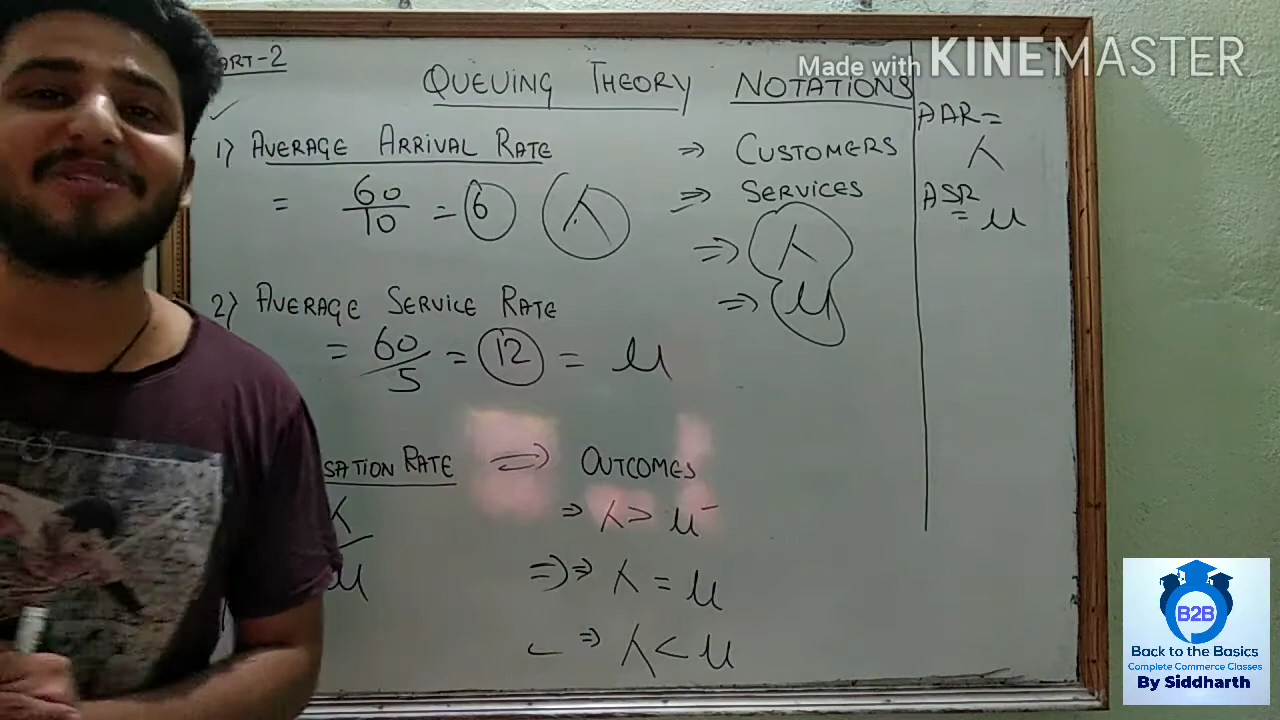 ART-2
QUEUING THEORY NOTATIONS
Made with KINEMASTER
1) AVERAGE ARRIVAL RATE ⇒ CUSTOMERS
= 60/10 = 6 λ ⇒ SERVICES
⇒ λ
⇒ μ
2) AVERAGE SERVICE RATE
= 60/5 = 12 = μ
SATION RATE ⇒ OUTCOMES
λ/μ
⇒ λ > μ
⇒ ⇒ λ = μ
⇒ λ < μ
AAR =
λ
ASR
= μ
B2B
Back to the Basics
Complete Commerce Classes
By Siddharth